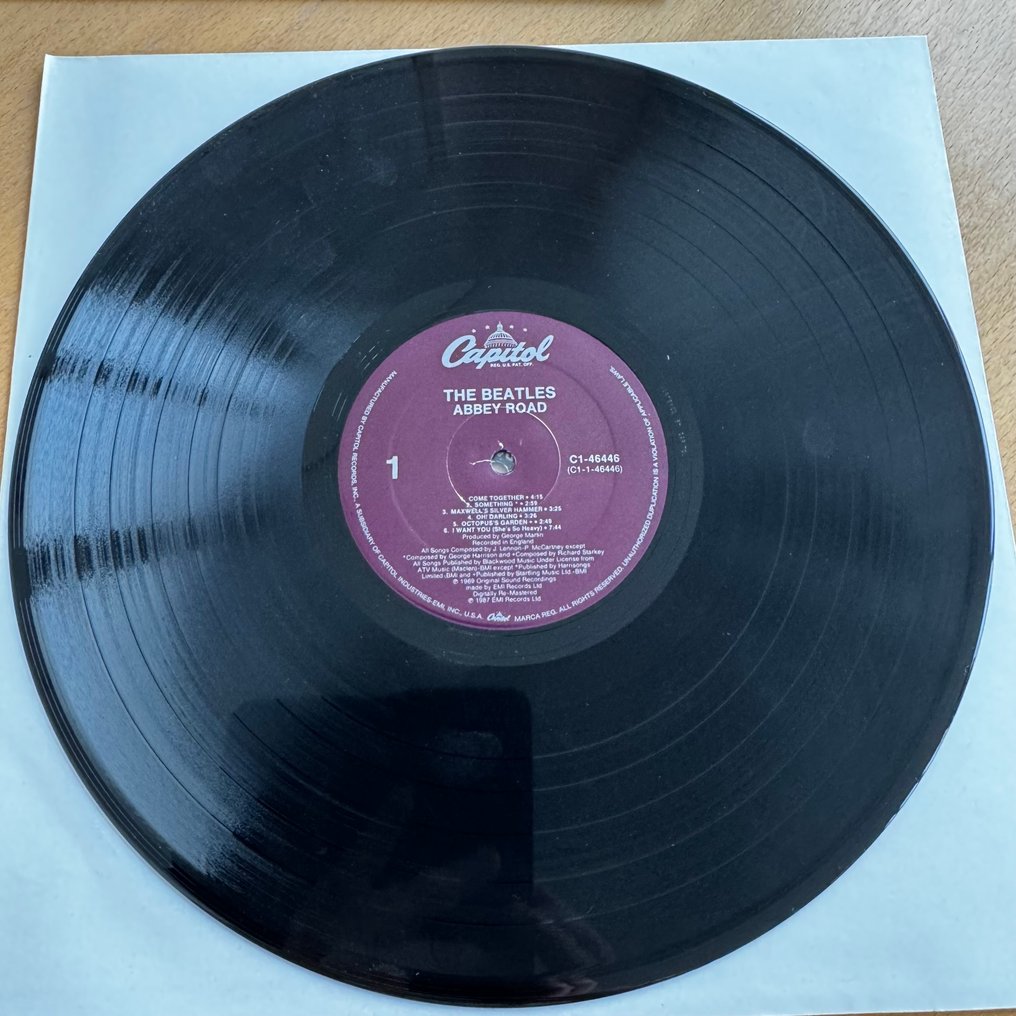 Capitol
REG. U.S. PAT. OFF.
THE BEATLES
ABBEY ROAD
1
C1-46446
(C1-1-46446)
1. COME TOGETHER • 4:15
2. SOMETHING * • 2:59
3. MAXWELL'S SILVER HAMMER • 3:25
4. OH! DARLING • 3:26
5. OCTOPUS'S GARDEN + • 2:49
6. I WANT YOU (She's So Heavy) • 7:44
Produced by George Martin
Recorded in England
All Songs Composed by J. Lennon-P. McCartney except
*Composed by George Harrison and +Composed by Richard Starkey
All Songs Published by Blackwood Music Under License from
ATV Music (Maclen)-BMI except *Published by Harrisongs
Limited-BMI and +Published by Startling Music Ltd.-BMI
℗ 1969 Original Sound Recordings
made by EMI Records Ltd
Digitally Re-Mastered
℗ 1987 EMI Records Ltd.
MANUFACTURED BY CAPITOL RECORDS, INC., A SUBSIDIARY OF CAPITOL INDUSTRIES-EMI, INC., U.S.A. Capitol MARCA REG. ALL RIGHTS RESERVED. UNAUTHORIZED DUPLICATION IS A VIOLATION OF APPLICABLE LAWS.